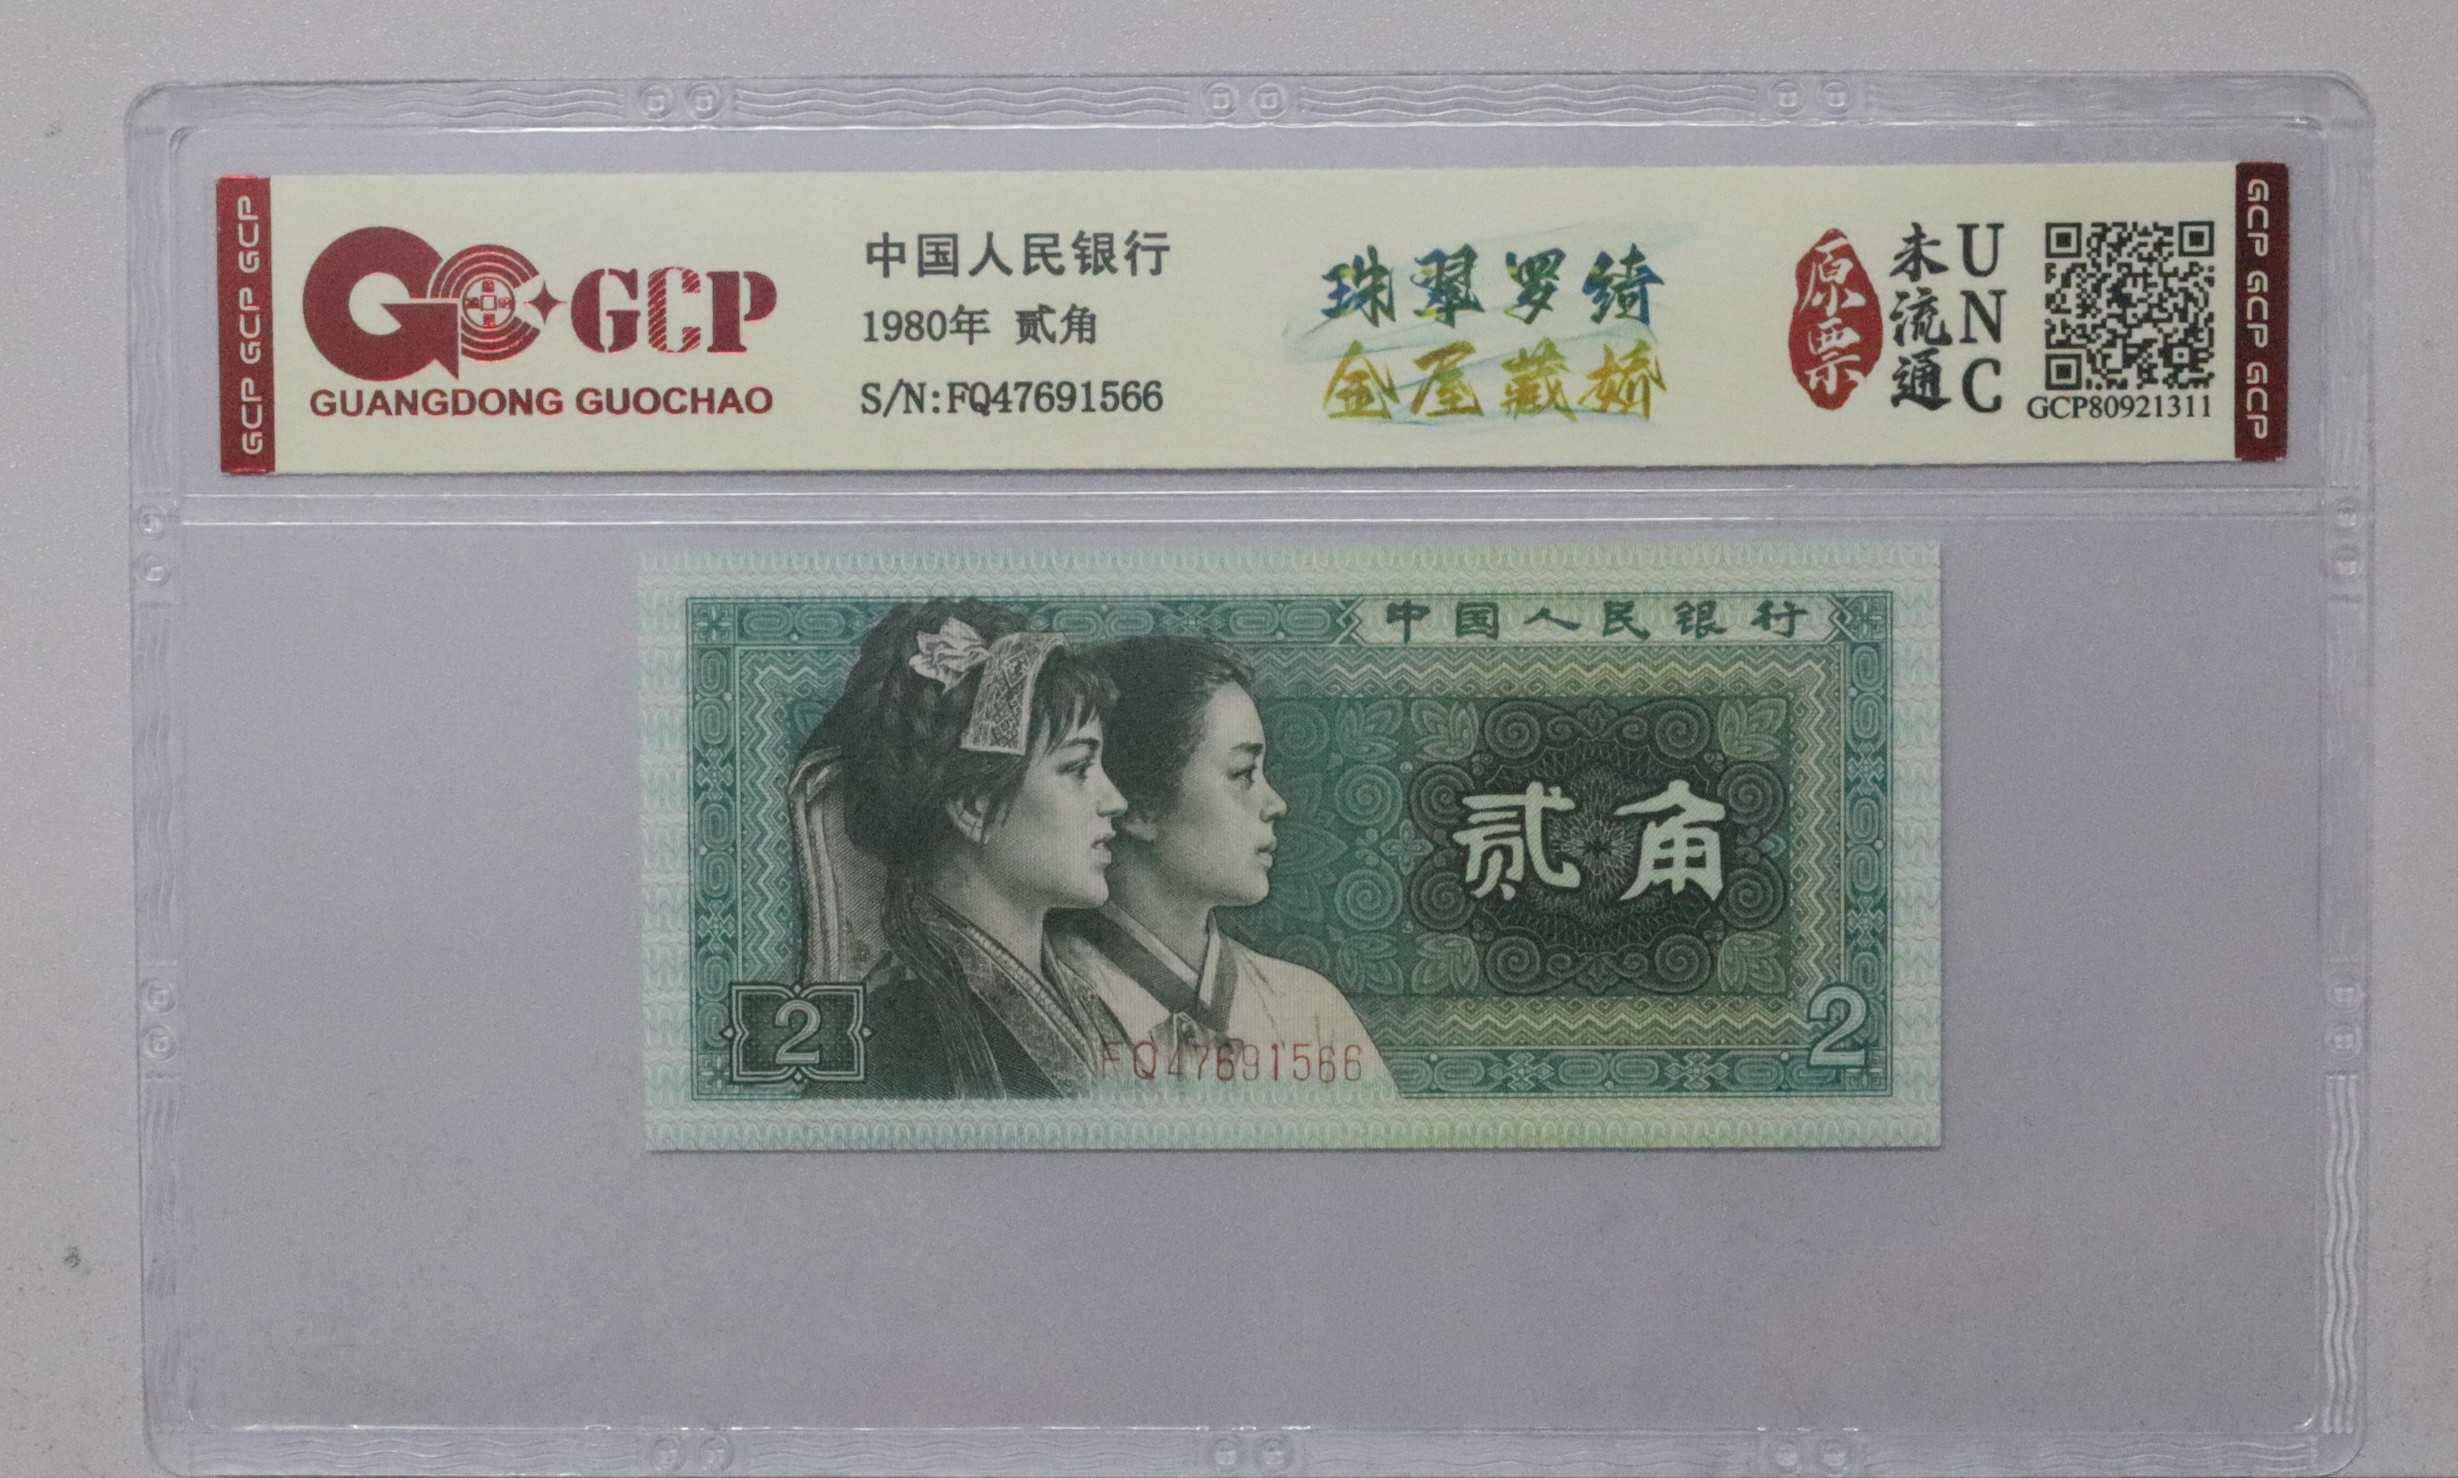 GCP GCP GCP
GCP
GUANGDONG GUOCHAO
中国人民银行
1980年 贰角
S/N:FQ47691566
珠翠罗绮
金屋藏娇
原票
未流通
UNC
GCP80921311
GCP GCP GCP
中国人民银行
贰角
2
FQ47691566
2